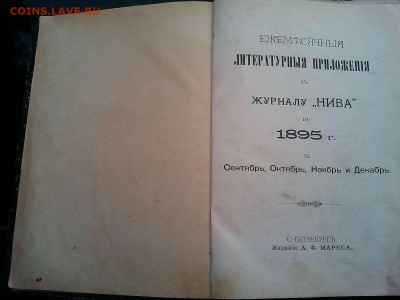 COINS.LAVE.RU
ЕЖЕМѢСЯЧНЫЯ
ЛИТЕРАТУРНЫЯ ПРИЛОЖЕНІЯ
КЪ
ЖУРНАЛУ „НИВА"
НА
1895 г.
ЗА
Сентябрь, Октябрь, Ноябрь и Декабрь.
С.-ПЕТЕРБУРГЪ
Изданіе А. Ф. МАРКСА.